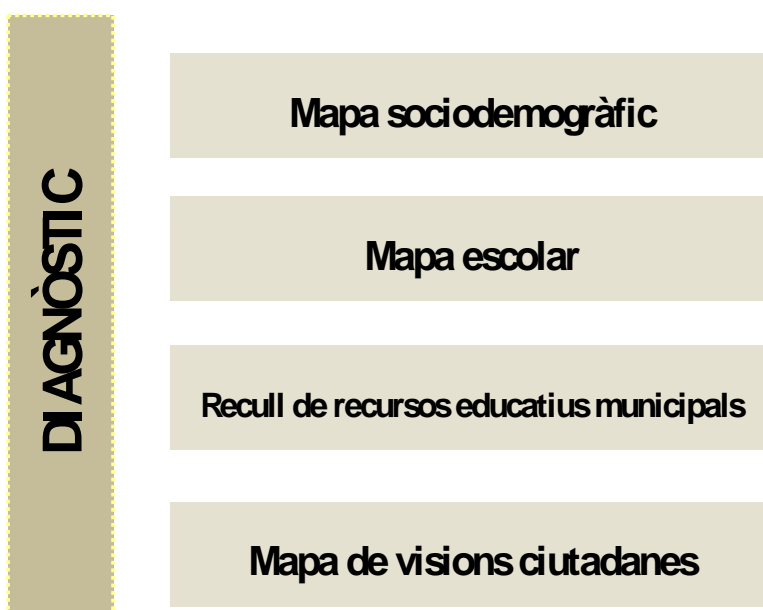 DIAGNÒSTIC
Mapa sociodemogràfic
Mapa escolar
Recull de recursos educatius municipals
Mapa de visions ciutadanes